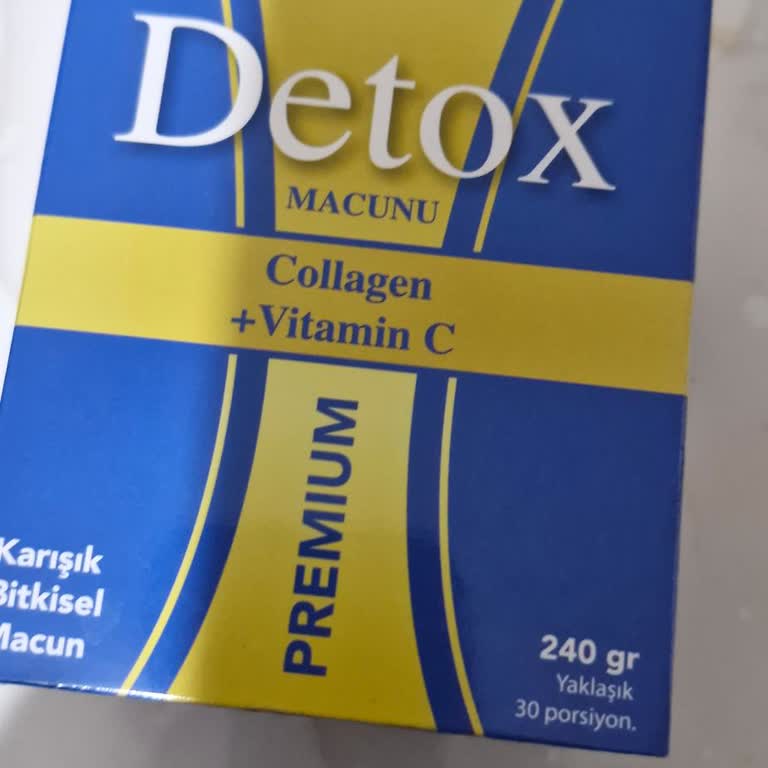 Detox
MACUNU
Collagen
+Vitamin C
PREMIUM
Karışık
Bitkisel
Macun
240 gr
Yaklaşık
30 porsiyon.